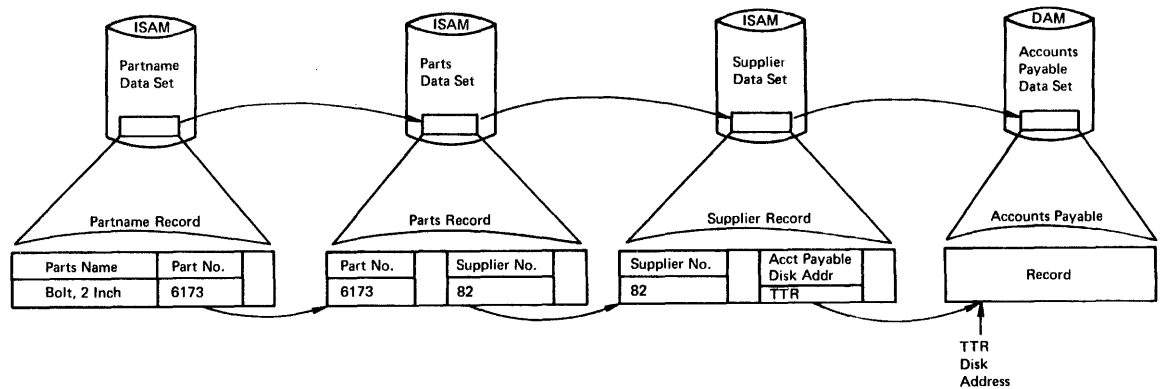 ISAM
Partname
Data Set
ISAM
Parts
Data Set
ISAM
Supplier
Data Set
DAM
Accounts
Payable
Data Set
Partname Record
Parts Record
Supplier Record
Accounts Payable
Parts Name
Part No.
Bolt, 2 Inch
6173
Part No.
Supplier No.
6173
82
Supplier No.
Acct Payable
Disk Addr
82
TTR
Record
TTR
Disk
Address